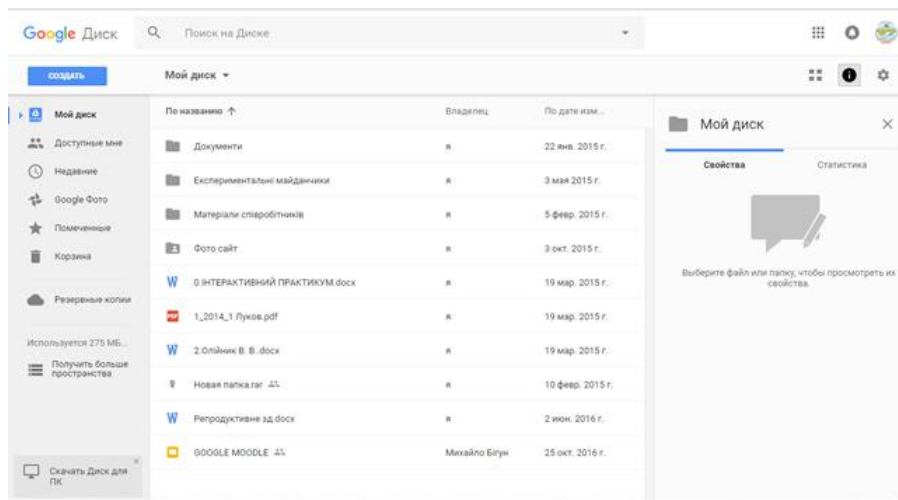 Google Диск
Поиск на Диске
СОЗДАТЬ
Мой диск
Мой диск
Доступные мне
Недавние
Google Фото
Помеченные
Корзина
Резервные копии
Используется 275 МБ...
Получить больше
пространства
Скачать Диск для
ПК
По названию Владелец По дате изм...
Документи я 22 янв. 2015 г.
Експериментальні майданчики я 3 мая 2015 г.
Матеріали співробітників я 5 февр. 2015 г.
Фото сайт я 3 окт. 2015 г.
0.ІНТЕРАКТИВНИЙ ПРАКТИКУМ.docx я 19 мар. 2015 г.
PDF 1_2014_1.Луков.pdf я 19 мар. 2015 г.
2.Олійник В. В..docx я 19 мар. 2015 г.
Новая папка.rar я 10 февр. 2015 г.
Репродуктивне зд.docx я 2 июн. 2016 г.
GOOGLE MOODLE Михайло Бігун 25 окт. 2016 г.
Мой диск
Свойства Статистика
Выберите файл или папку, чтобы просмотреть их
свойства.